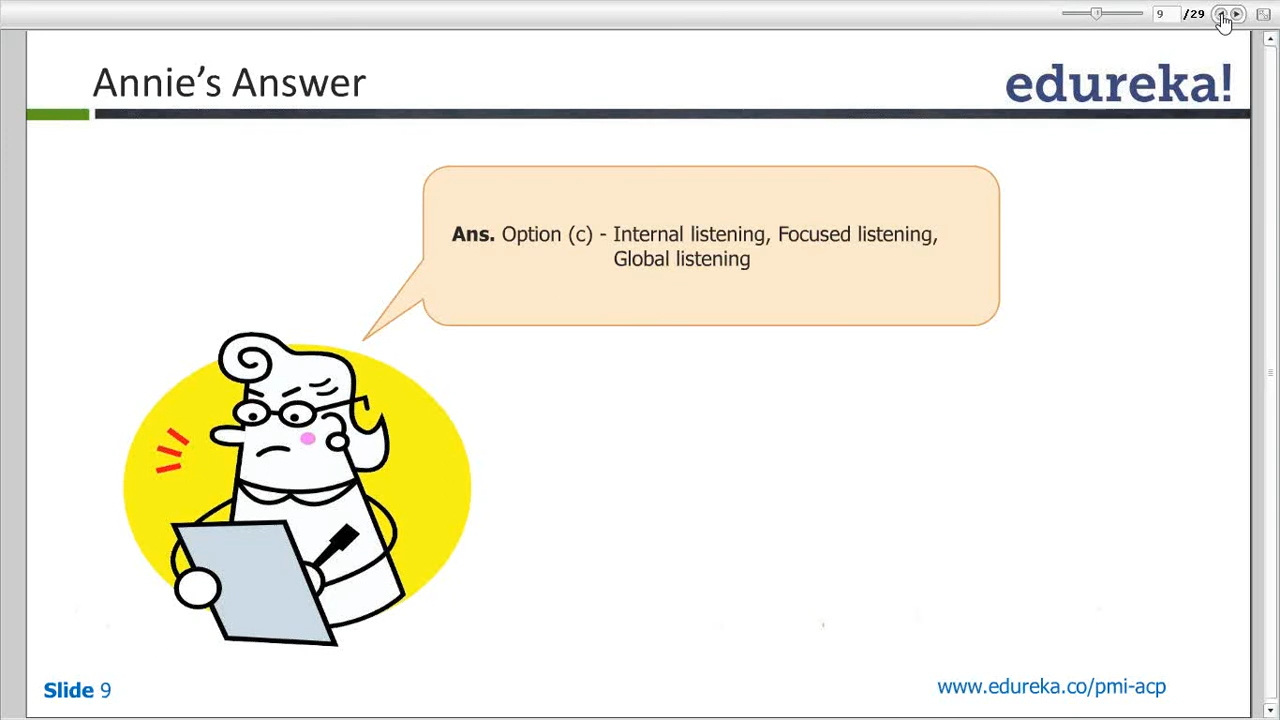 9 /29
Annie's Answer
edureka!
Ans. Option (c) - Internal listening, Focused listening,
Global listening
Slide 9
www.edureka.co/pmi-acp